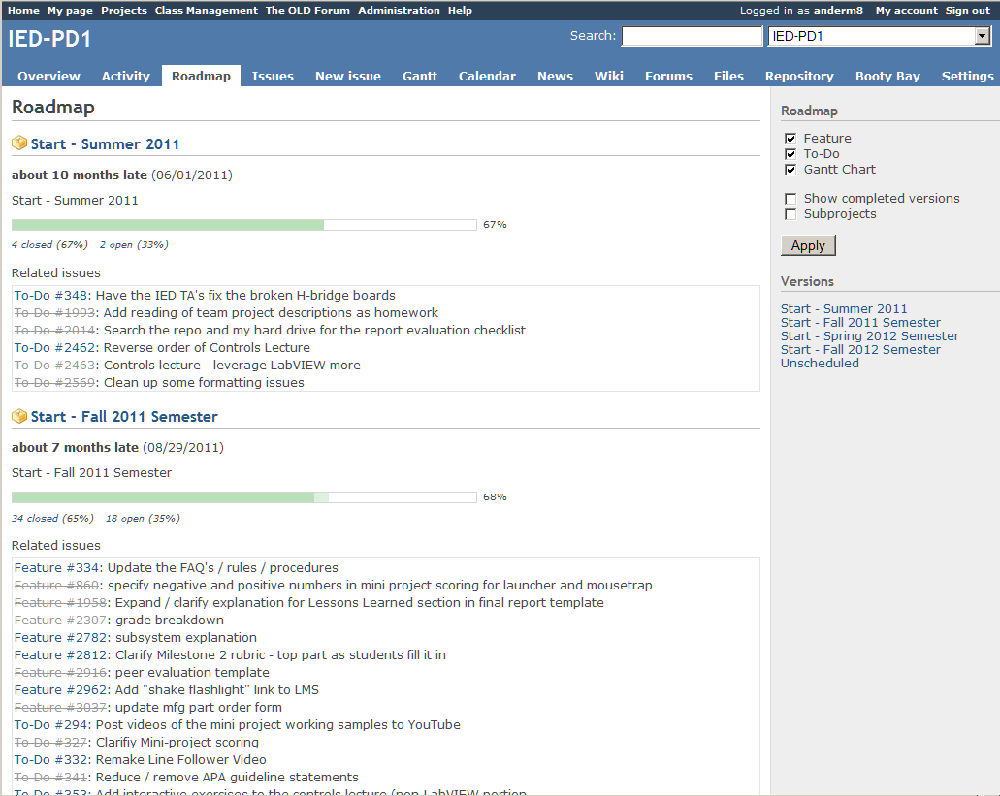 Home My page Projects Class Management The OLD Forum Administration Help Logged in as anderm8 My account Sign out
IED-PD1 Search: IED-PD1
Overview Activity Roadmap Issues New issue Gantt Calendar News Wiki Forums Files Repository Booty Bay Settings
Roadmap
Start - Summer 2011
about 10 months late (06/01/2011)
Start - Summer 2011
67%
4 closed (67%) 2 open (33%)
Related issues
To-Do #348: Have the IED TA's fix the broken H-bridge boards
To-Do #1993: Add reading of team project descriptions as homework
To-Do #2014: Search the repo and my hard drive for the report evaluation checklist
To-Do #2462: Reverse order of Controls Lecture
To-Do #2463: Controls lecture - leverage LabVIEW more
To-Do #2569: Clean up some formatting issues
Start - Fall 2011 Semester
about 7 months late (08/29/2011)
Start - Fall 2011 Semester
68%
34 closed (65%) 18 open (35%)
Related issues
Feature #334: Update the FAQ's / rules / procedures
Feature #860: specify negative and positive numbers in mini project scoring for launcher and mousetrap
Feature #1958: Expand / clarify explanation for Lessons Learned section in final report template
Feature #2307: grade breakdown
Feature #2782: subsystem explanation
Feature #2812: Clarify Milestone 2 rubric - top part as students fill it in
Feature #2916: peer evaluation template
Feature #2962: Add "shake flashlight" link to LMS
Feature #3037: update mfg part order form
To-Do #294: Post videos of the mini project working samples to YouTube
To-Do #327: Clarifiy Mini-project scoring
To-Do #332: Remake Line Follower Video
To-Do #341: Reduce / remove APA guideline statements
To-Do #353: Add interactive exercises to the controls lecture (non-LabVIEW portion
Roadmap
Feature
To-Do
Gantt Chart
Show completed versions
Subprojects
Apply
Versions
Start - Summer 2011
Start - Fall 2011 Semester
Start - Spring 2012 Semester
Start - Fall 2012 Semester
Unscheduled